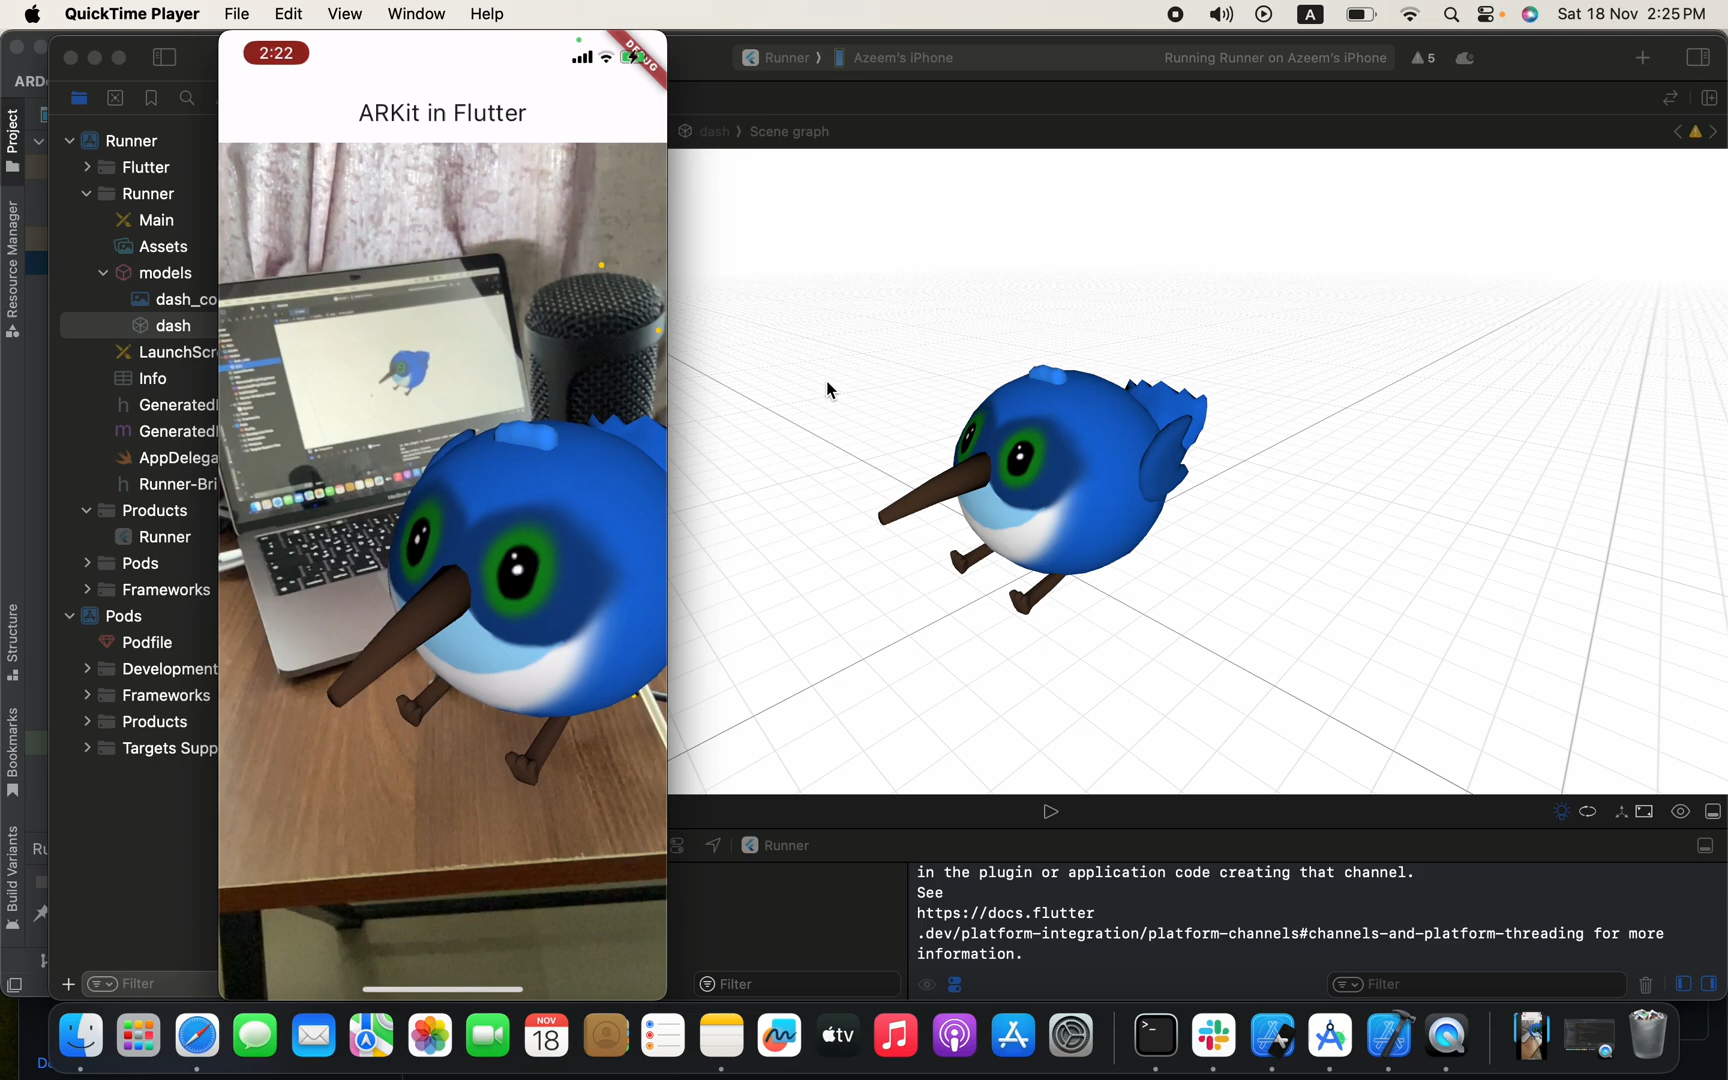 QuickTime Player File Edit View Window Help
A
Sat 18 Nov 2:25 PM
ARD
Project
Resource Manager
Structure
Bookmarks
Build Variants
Ru
Runner
Flutter
Runner
Main
Assets
models
dash_co
dash
LaunchScr
Info
Generated
Generated
AppDelega
Runner-Bri
Products
Runner
Pods
Frameworks
Pods
Podfile
Development
Frameworks
Products
Targets Supp
Filter
2:22
DEBUG
ARKit in Flutter
Runner ⟩ Azeem's iPhone
Running Runner on Azeem's iPhone
5
dash ⟩ Scene graph
Runner
in the plugin or application code creating that channel.
See
https://docs.flutter
.dev/platform-integration/platform-channels#channels-and-platform-threading for more
information.
Filter
Filter
NOV
18
tv